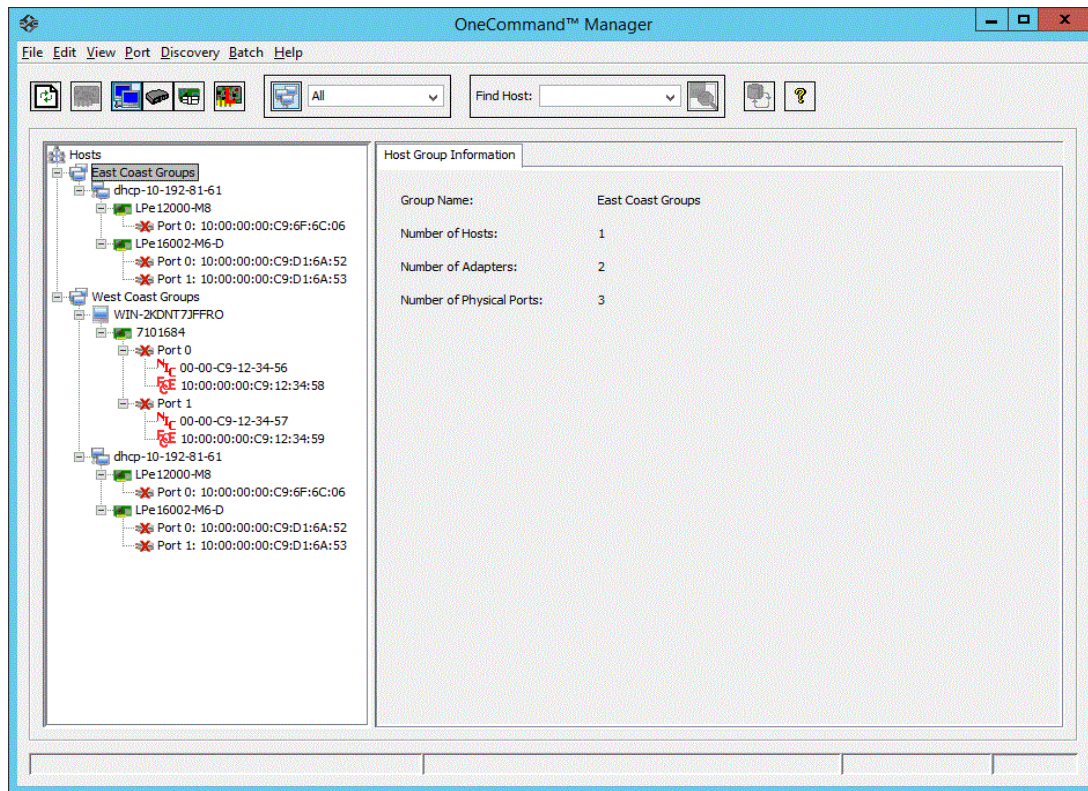 OneCommand™ Manager
File Edit View Port Discovery Batch Help
All
Find Host:
?
Hosts
East Coast Groups
dhcp-10-192-81-61
LPe12000-M8
Port 0: 10:00:00:00:C9:6F:6C:06
LPe16002-M6-D
Port 0: 10:00:00:00:C9:D1:6A:52
Port 1: 10:00:00:00:C9:D1:6A:53
West Coast Groups
WIN-2KDNT7JFFRO
7101684
Port 0
NIC 00-00-C9-12-34-56
FCoE 10:00:00:00:C9:12:34:58
Port 1
NIC 00-00-C9-12-34-57
FCoE 10:00:00:00:C9:12:34:59
dhcp-10-192-81-61
LPe12000-M8
Port 0: 10:00:00:00:C9:6F:6C:06
LPe16002-M6-D
Port 0: 10:00:00:00:C9:D1:6A:52
Port 1: 10:00:00:00:C9:D1:6A:53
Host Group Information
Group Name: East Coast Groups
Number of Hosts: 1
Number of Adapters: 2
Number of Physical Ports: 3